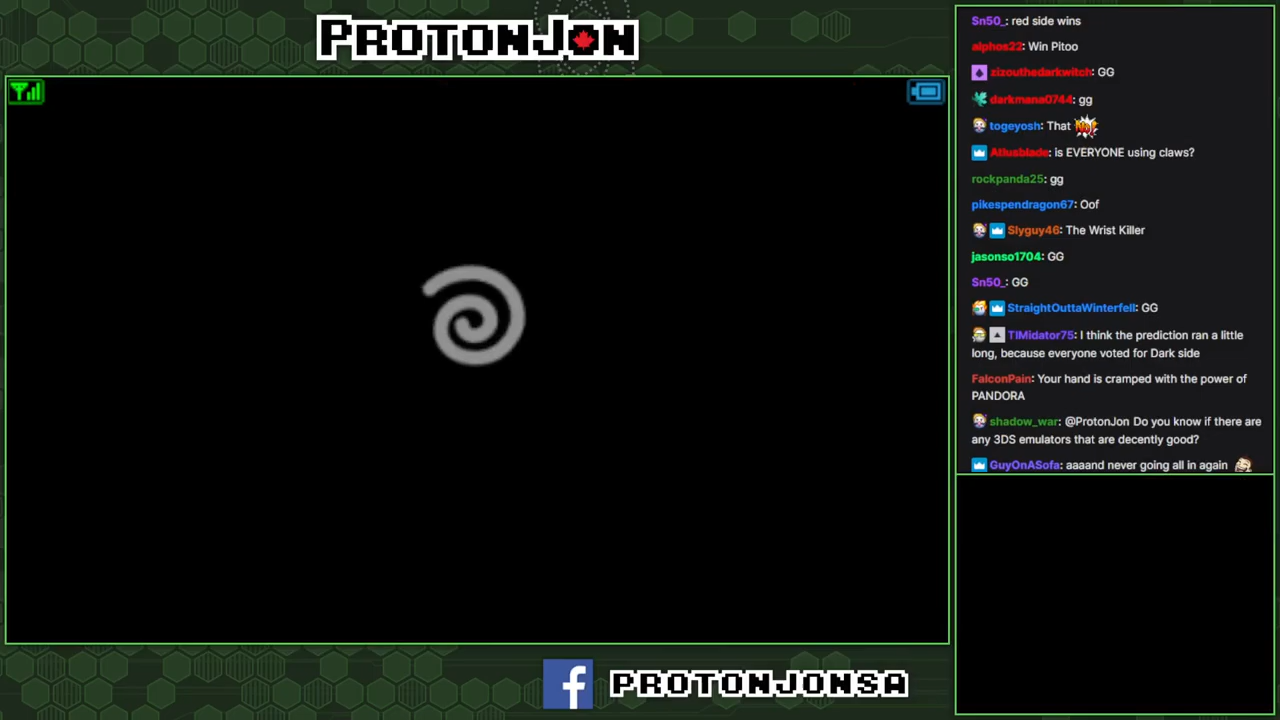 PROTONJON
Sn50_: red side wins
alphos22: Win Pitoo
zizouthedarkwitch: GG
darkmana0744: gg
togeyosh: That
Atlusblade: is EVERYONE using claws?
rockpanda25: gg
pikespendragon67: Oof
Slyguy46: The Wrist Killer
jasonso1704: GG
Sn50_: GG
StraightOuttaWinterfell: GG
TIMidator75: I think the prediction ran a little
long, because everyone voted for Dark side
FalconPain: Your hand is cramped with the power of
PANDORA
shadow_war: @ProtonJon Do you know if there are
any 3DS emulators that are decently good?
GuyOnASofa: aaaand never going all in again
PROTONJONSA